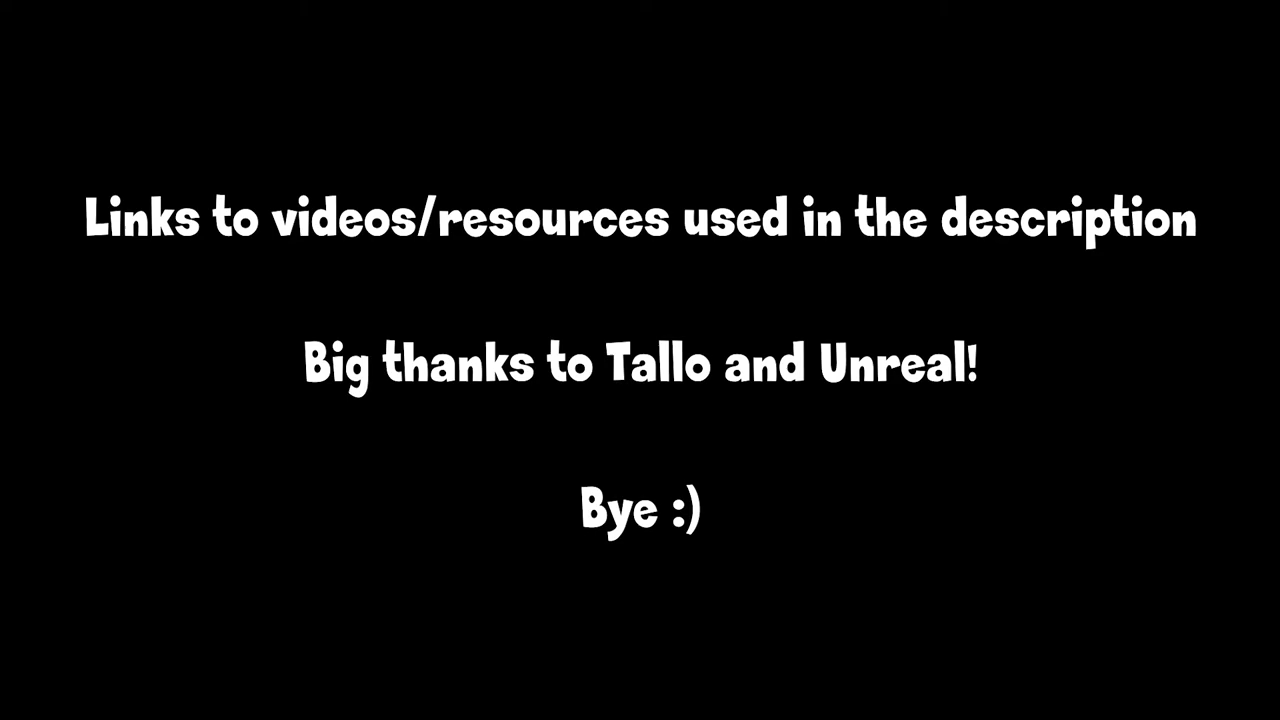 Links to videos/resources used in the description
Big thanks to Tallo and Unreal!
Bye :)